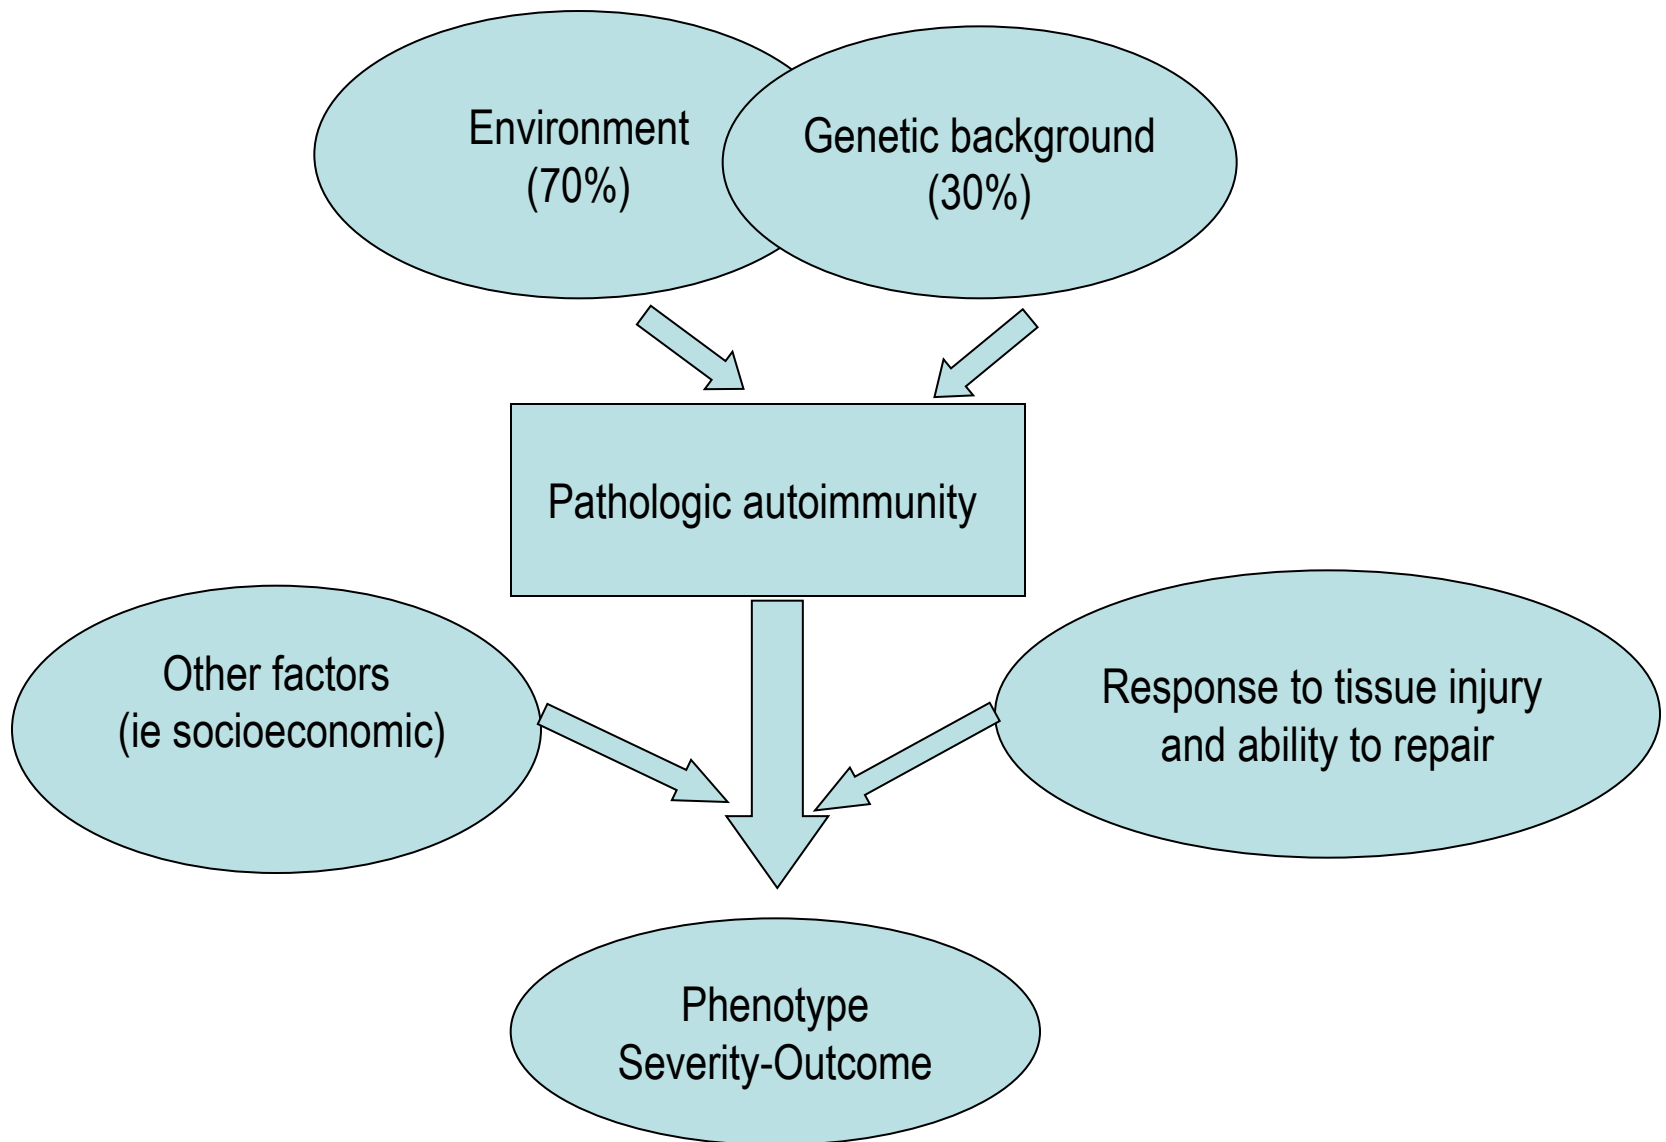 Environment
(70%)
Genetic background
(30%)
Pathologic autoimmunity
Other factors
(ie socioeconomic)
Response to tissue injury
and ability to repair
Phenotype
Severity-Outcome